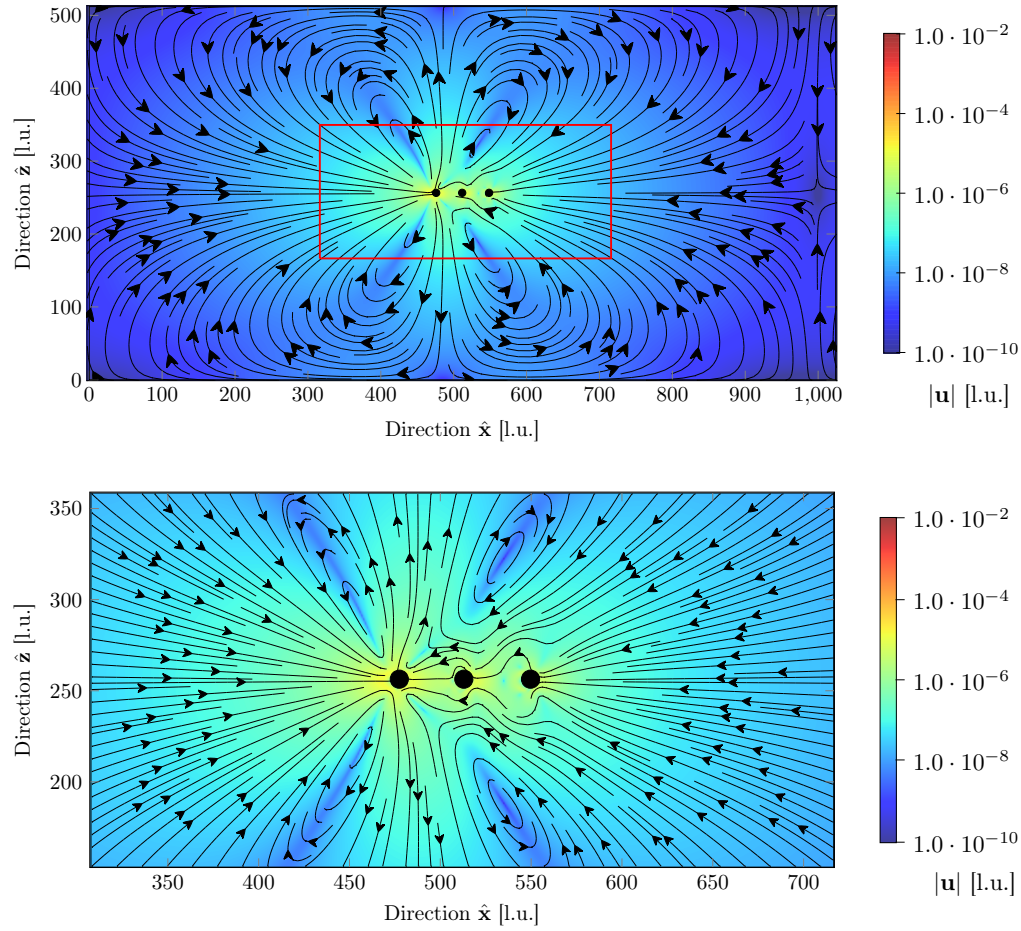 500
400
300
200
100
0
0 100 200 300 400 500 600 700 800 900 1,000
Direction x̂ [l.u.]
Direction ẑ [l.u.]
1.0 · 10⁻²
1.0 · 10⁻⁴
1.0 · 10⁻⁶
1.0 · 10⁻⁸
1.0 · 10⁻¹⁰
|u| [l.u.]
350
300
250
200
350 400 450 500 550 600 650 700
Direction x̂ [l.u.]
Direction ẑ [l.u.]
1.0 · 10⁻²
1.0 · 10⁻⁴
1.0 · 10⁻⁶
1.0 · 10⁻⁸
1.0 · 10⁻¹⁰
|u| [l.u.]